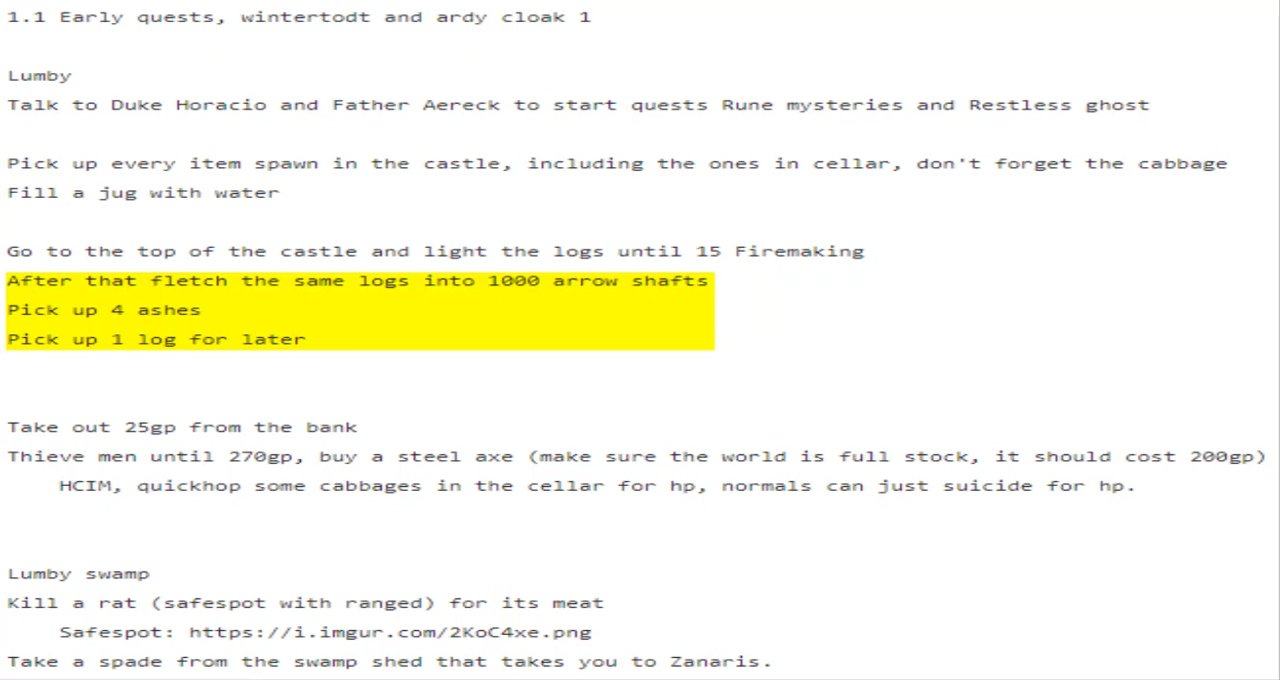 1.1 Early quests, wintertodt and ardy cloak 1
Lumby
Talk to Duke Horacio and Father Aereck to start quests Rune mysteries and Restless ghost
Pick up every item spawn in the castle, including the ones in cellar, don't forget the cabbage
Fill a jug with water
Go to the top of the castle and light the logs until 15 Firemaking
After that fletch the same logs into 1000 arrow shafts
Pick up 4 ashes
Pick up 1 log for later
Take out 25gp from the bank
Thieve men until 270gp, buy a steel axe (make sure the world is full stock, it should cost 200gp)
HCIM, quickhop some cabbages in the cellar for hp, normals can just suicide for hp.
Lumby swamp
Kill a rat (safespot with ranged) for its meat
Safespot: https://i.imgur.com/2KoC4xe.png
Take a spade from the swamp shed that takes you to Zanaris.